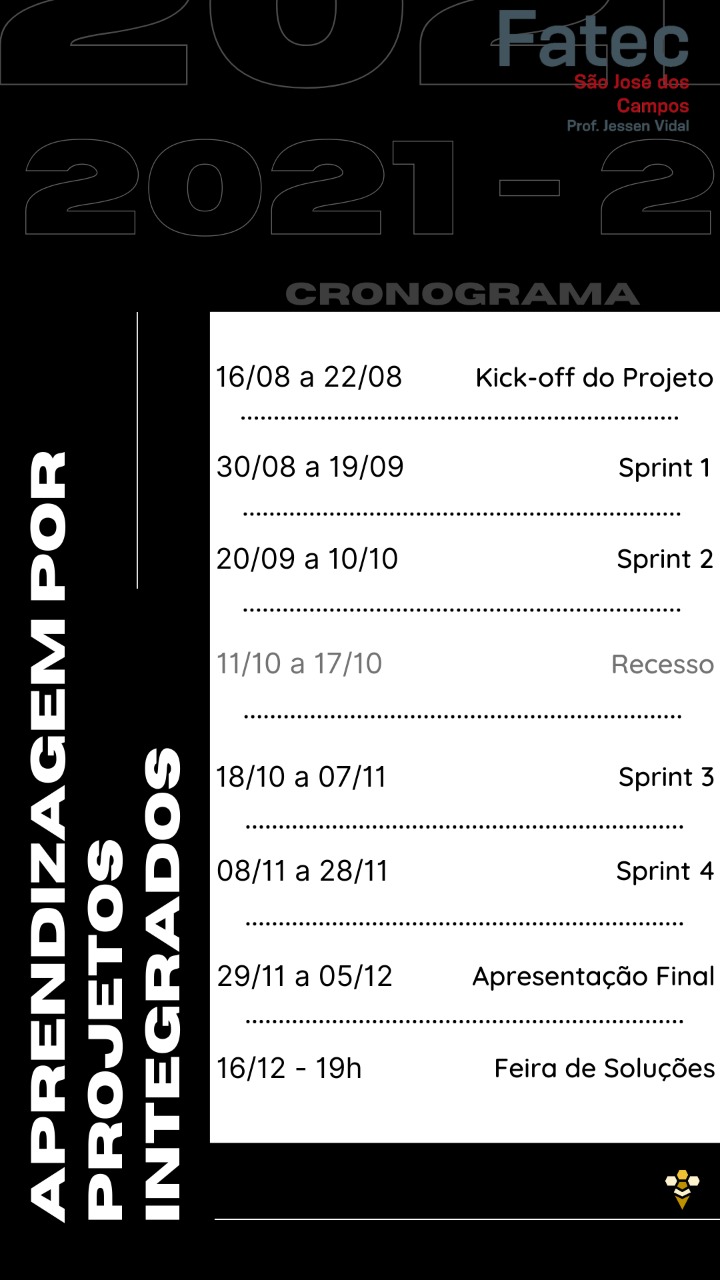 2021
Fatec
São José dos
Campos
Prof. Jessen Vidal
2021 - 2
CRONOGRAMA
APRENDIZAGEM POR
PROJETOS
INTEGRADOS
16/08 a 22/08 Kick-off do Projeto
30/08 a 19/09 Sprint 1
20/09 a 10/10 Sprint 2
11/10 a 17/10 Recesso
18/10 a 07/11 Sprint 3
08/11 a 28/11 Sprint 4
29/11 a 05/12 Apresentação Final
16/12 - 19h Feira de Soluções